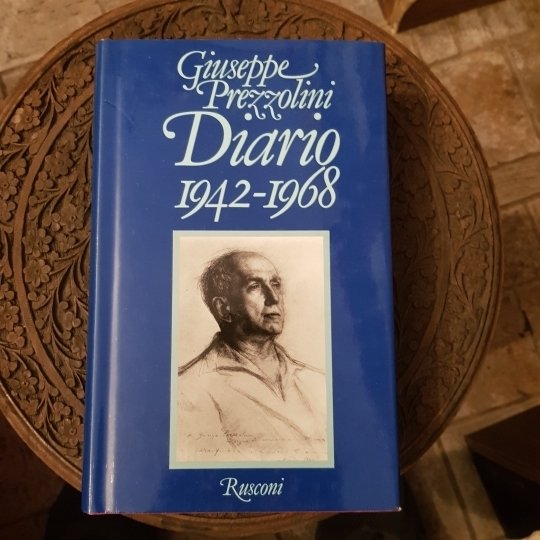 Giuseppe
Prezzolini
Diario
1942-1968
Rusconi